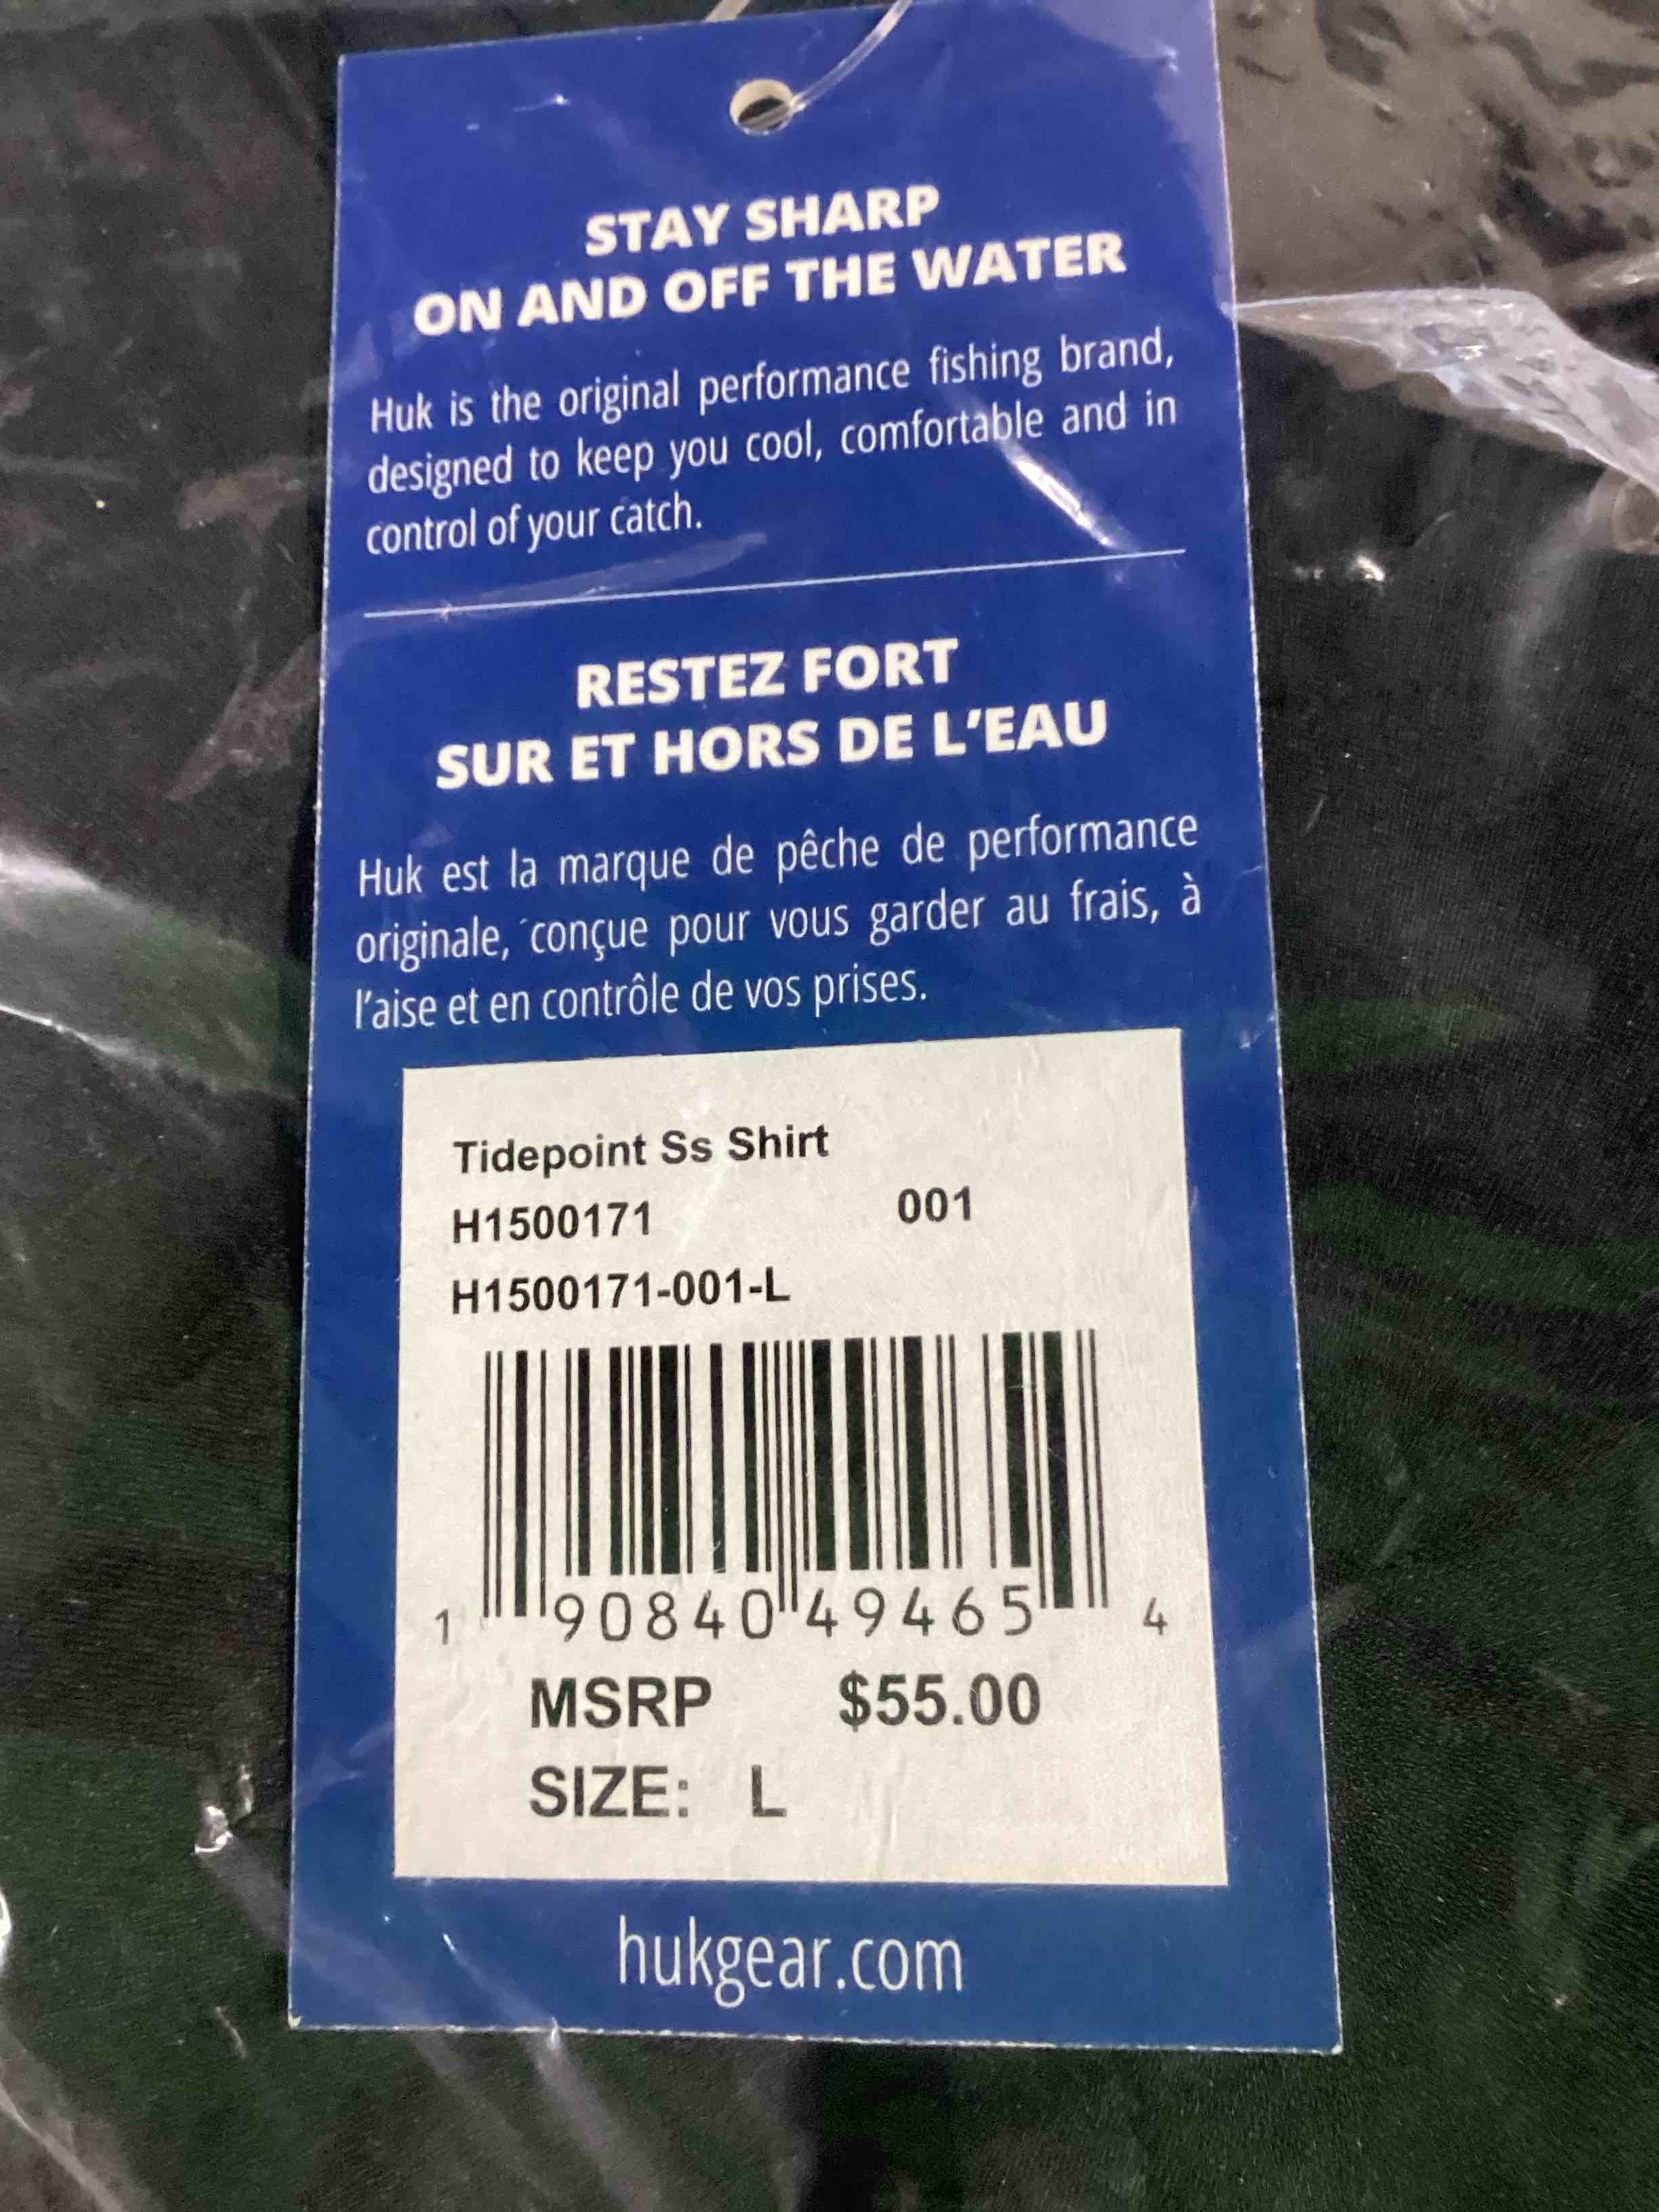 STAY SHARP
ON AND OFF THE WATER
Huk is the original performance fishing brand,
designed to keep you cool, comfortable and in
control of your catch.
RESTEZ FORT
SUR ET HORS DE L'EAU
Huk est la marque de pêche de performance
originale, conçue pour vous garder au frais, à
l'aise et en contrôle de vos prises.
Tidepoint Ss Shirt
H1500171 001
H1500171-001-L
1 90840 49465 4
MSRP $55.00
SIZE: L
hukgear.com